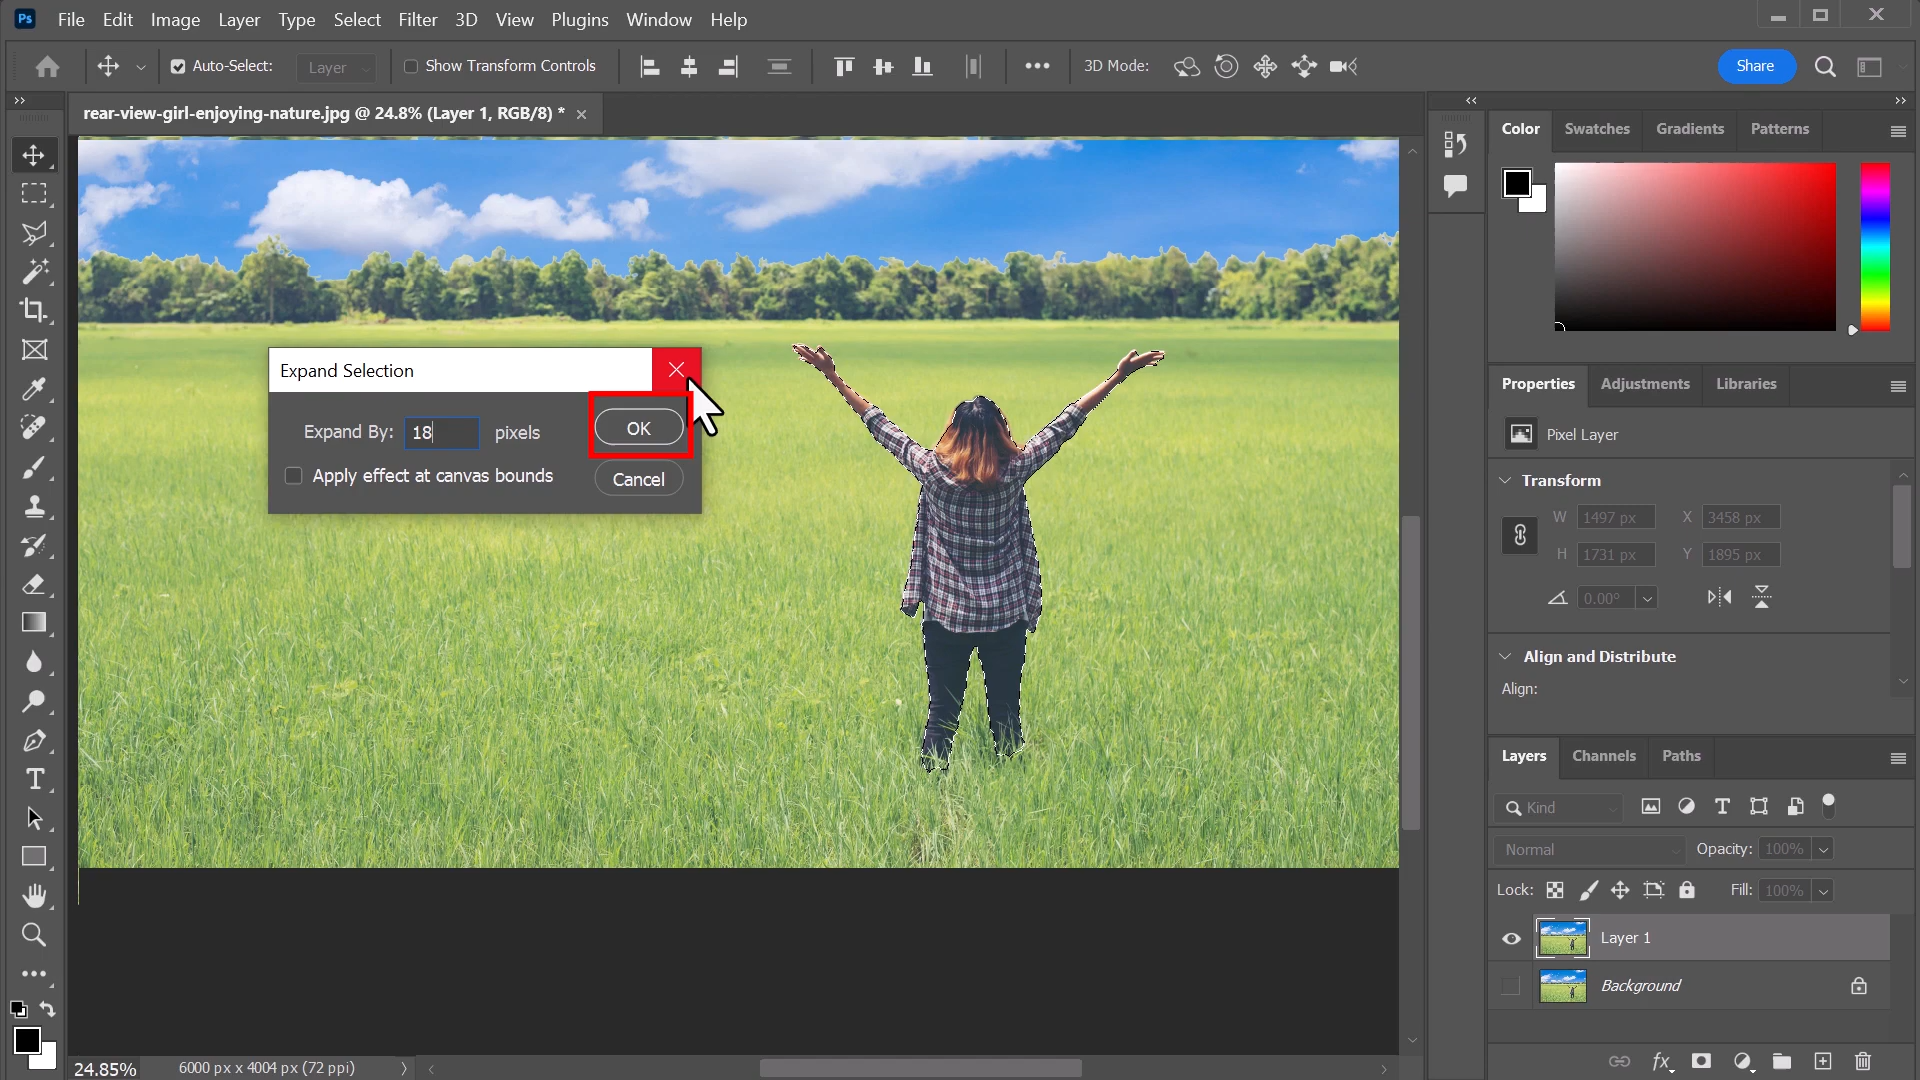 Ps File Edit Image Layer Type Select Filter 3D View Plugins Window Help
Auto-Select: Layer Show Transform Controls 3D Mode: Share
rear-view-girl-enjoying-nature.jpg @ 24.8% (Layer 1, RGB/8) *
Color Swatches Gradients Patterns
Expand Selection
Expand By: 18 pixels OK
Apply effect at canvas bounds
Cancel
Properties Adjustments Libraries
Pixel Layer
Transform
W 1497 px X 3458 px
H 1731 px Y 1895 px
0.00°
Align and Distribute
Align:
Layers Channels Paths
Kind
Normal Opacity: 100%
Lock: Fill: 100%
Layer 1
Background
24.85% 6000 px x 4004 px (72 ppi)
fx